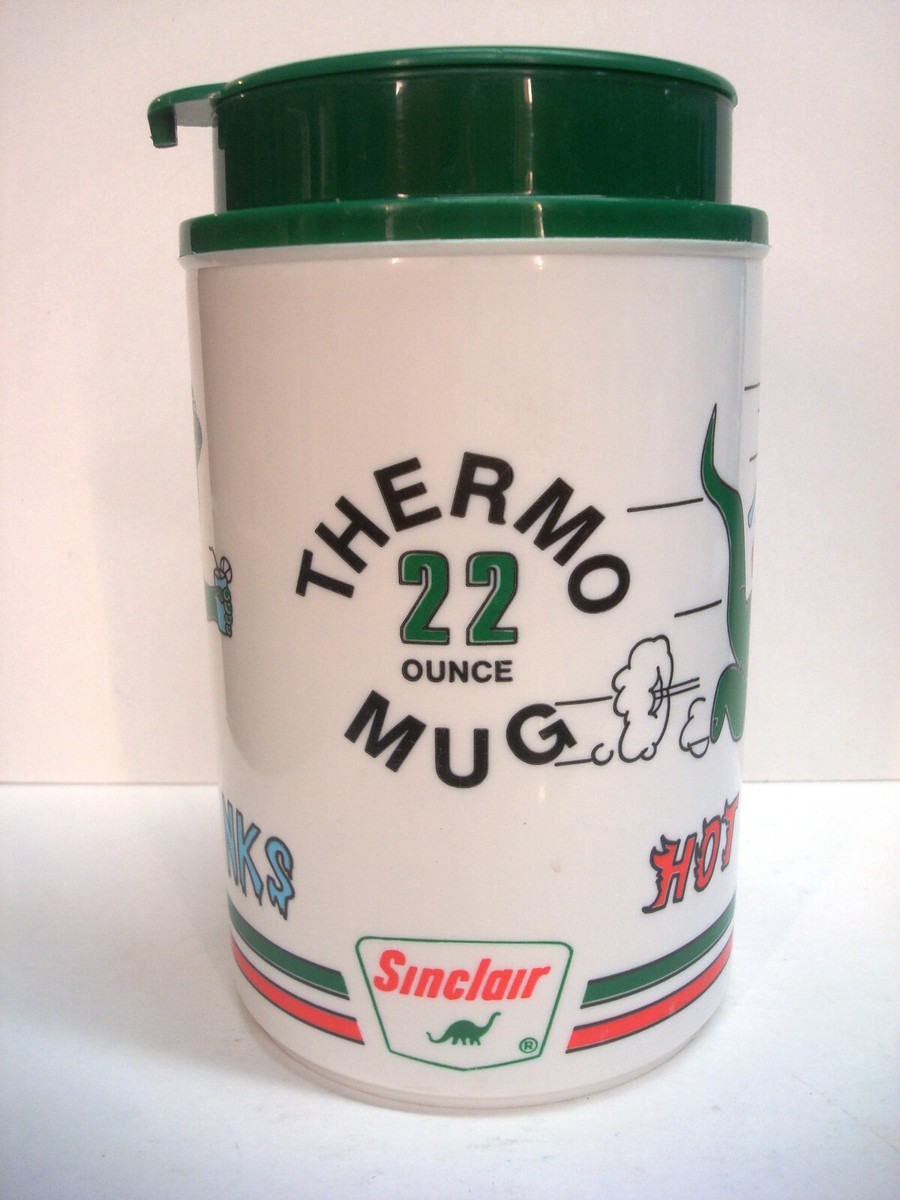 THERMO
22
OUNCE
MUG
NKS
HOT
Sinclair
®